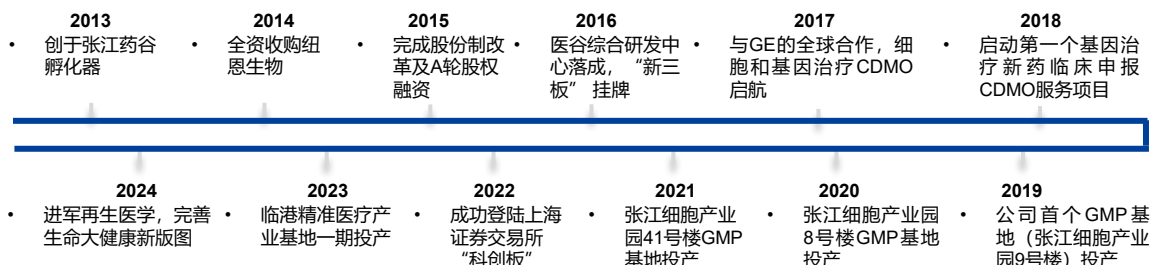 2013
• 创于张江药谷
孵化器
2014
• 全资收购纽
恩生物
2015
• 完成股份制改
革及A轮股权
融资
2016
• 医谷综合研发中
心落成，“新三
板” 挂牌
2017
• 与GE的全球合作，细
胞和基因治疗CDMO
启航
2018
• 启动第一个基因治
疗新药临床申报
CDMO服务项目
2024
• 进军再生医学，完善
生命大健康新版图
2023
• 临港精准医疗产
业基地一期投产
2022
• 成功登陆上海
证券交易所
“科创板”
2021
• 张江细胞产业
园41号楼GMP
基地投产
2020
• 张江细胞产业园
8号楼GMP基地
投产
2019
• 公司首个GMP基
地（张江细胞产业
园9号楼）投产